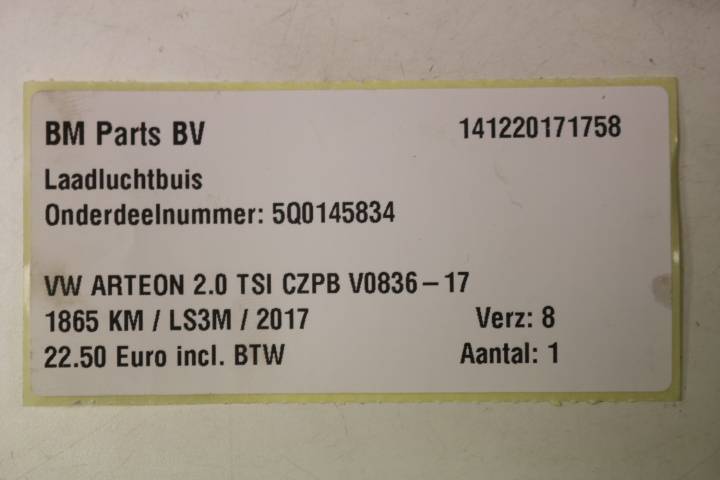 BM Parts BV 141220171758
Laadluchtbuis
Onderdeelnummer: 5Q0145834
VW ARTEON 2.0 TSI CZPB V0836-17
1865 KM / LS3M / 2017 Verz: 8
22.50 Euro incl. BTW Aantal: 1